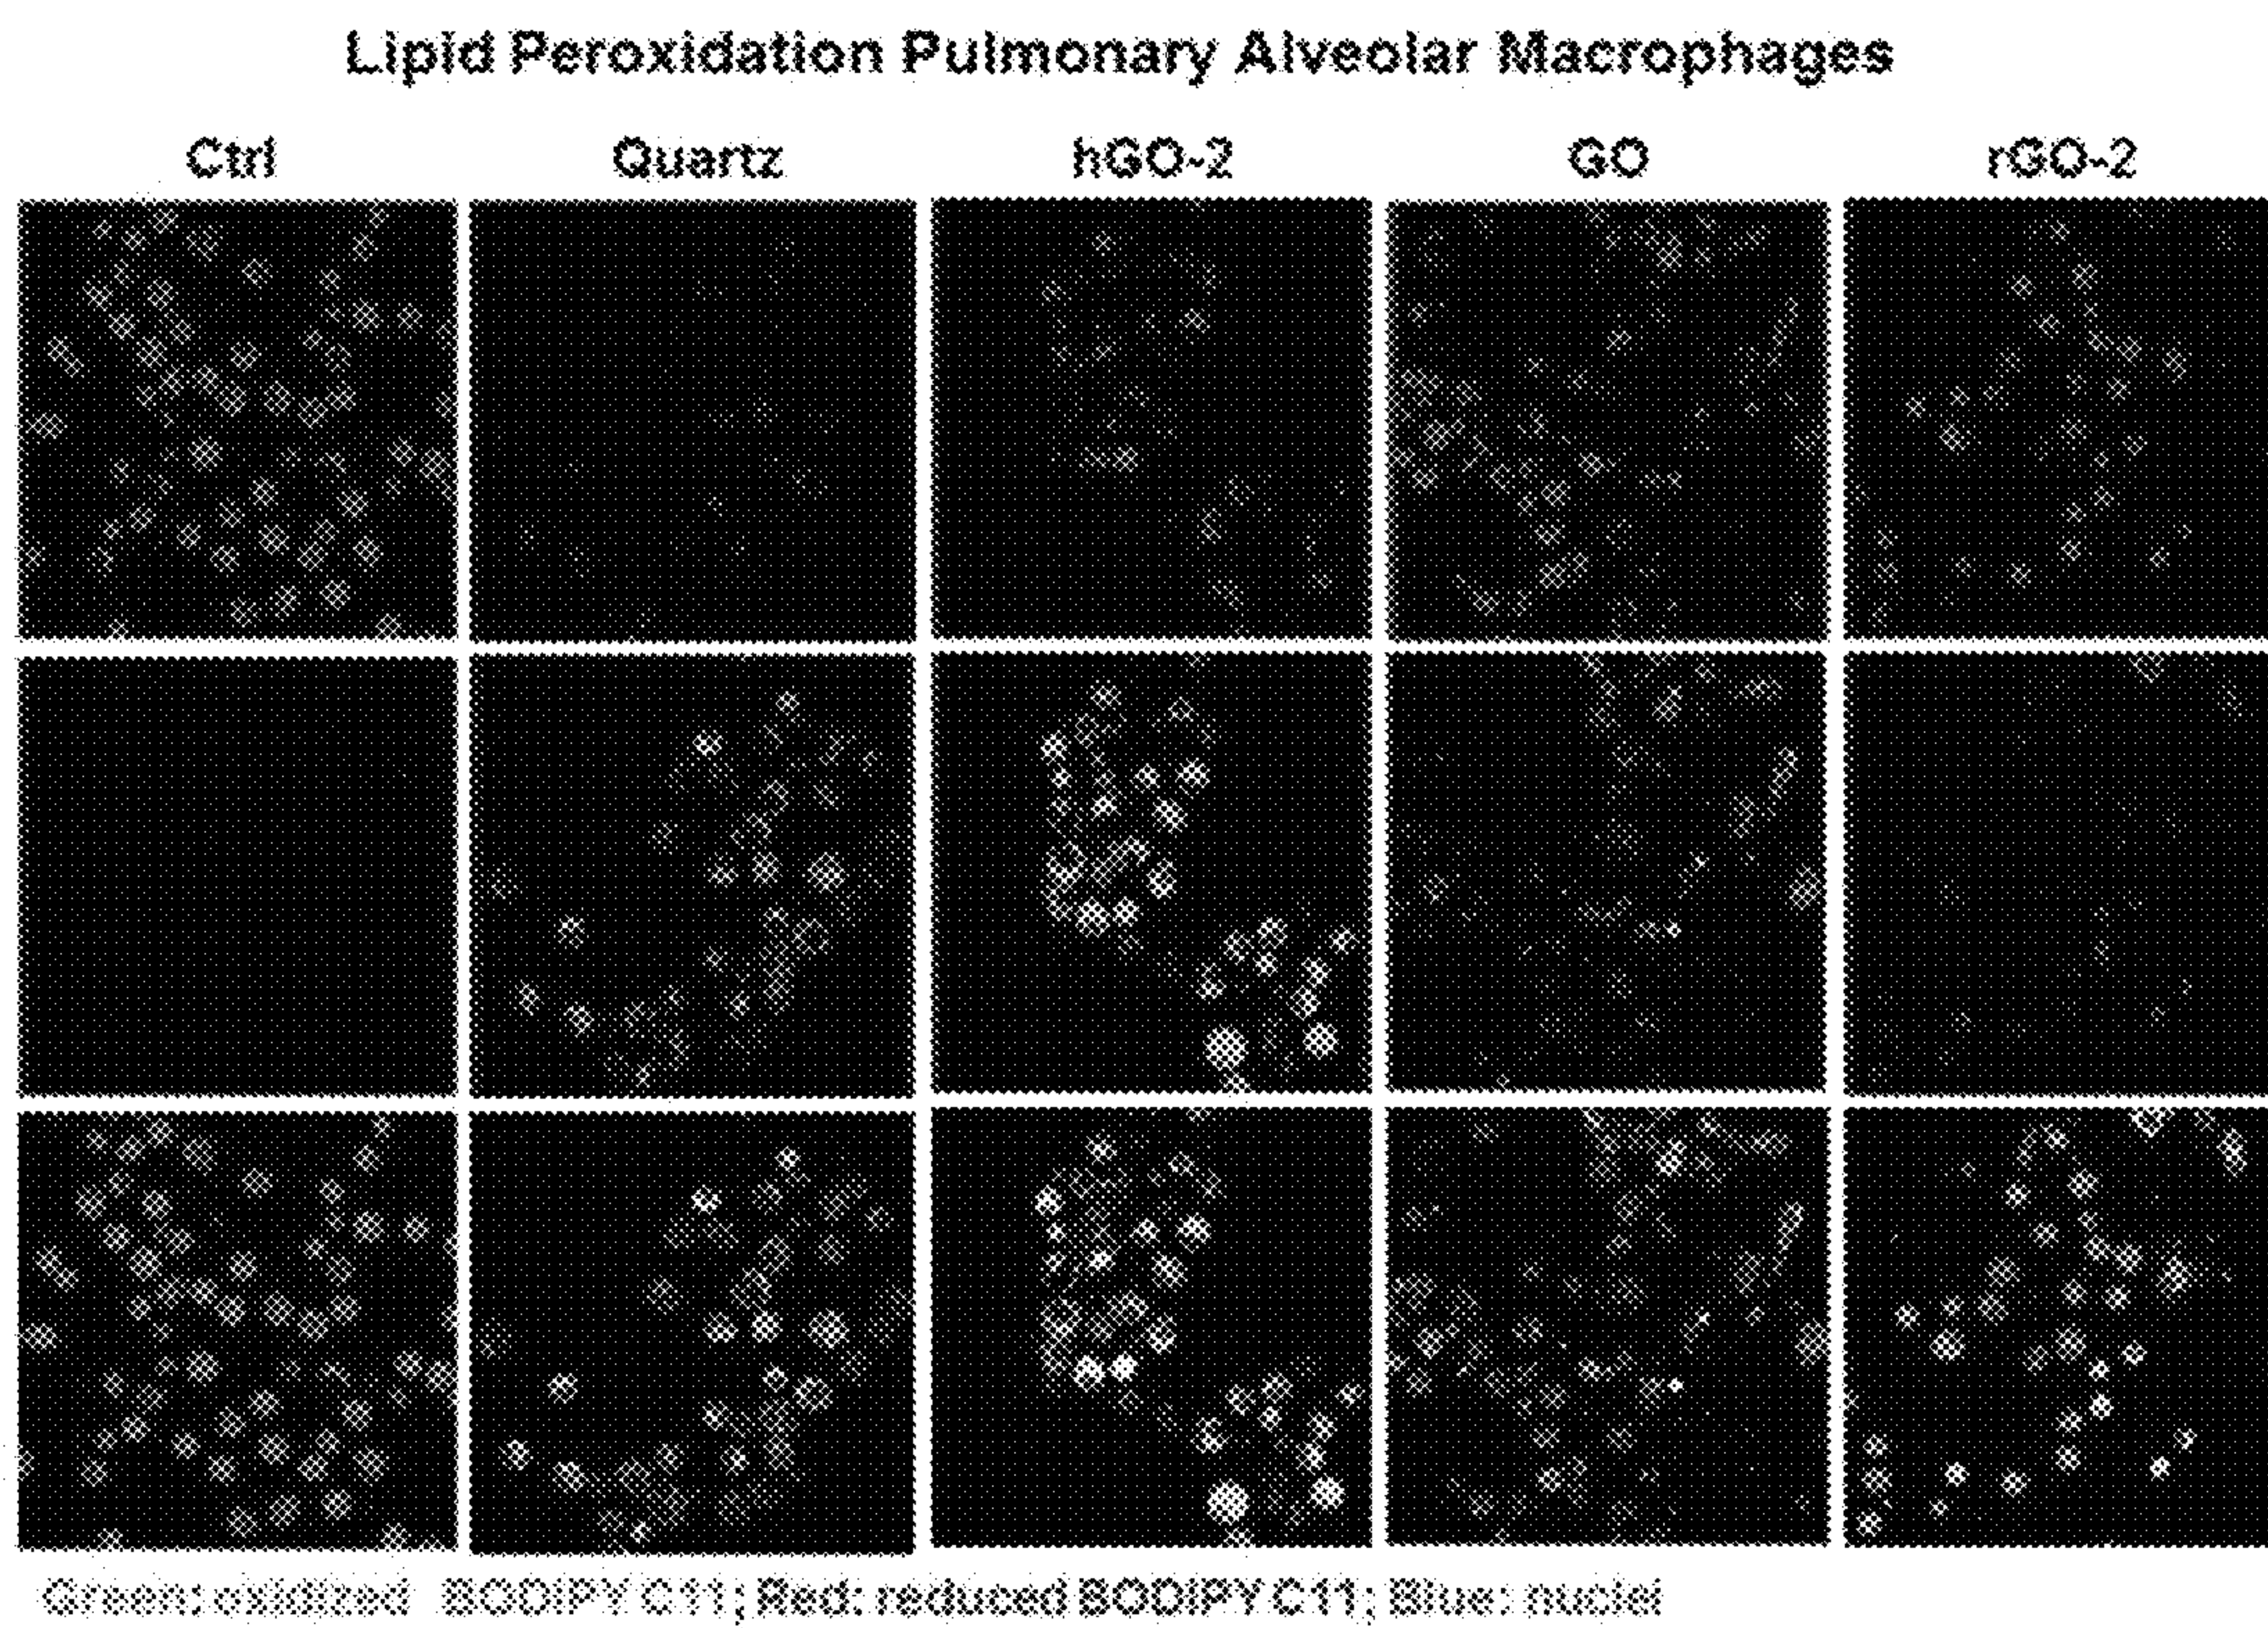 Lipid Peroxidation Pulmonary Alveolar Macrophages
Ctrl Quartz hGO-2 GO rGO-2
Green: oxidized BODIPY C11; Red: reduced BODIPY C11; Blue: nuclei